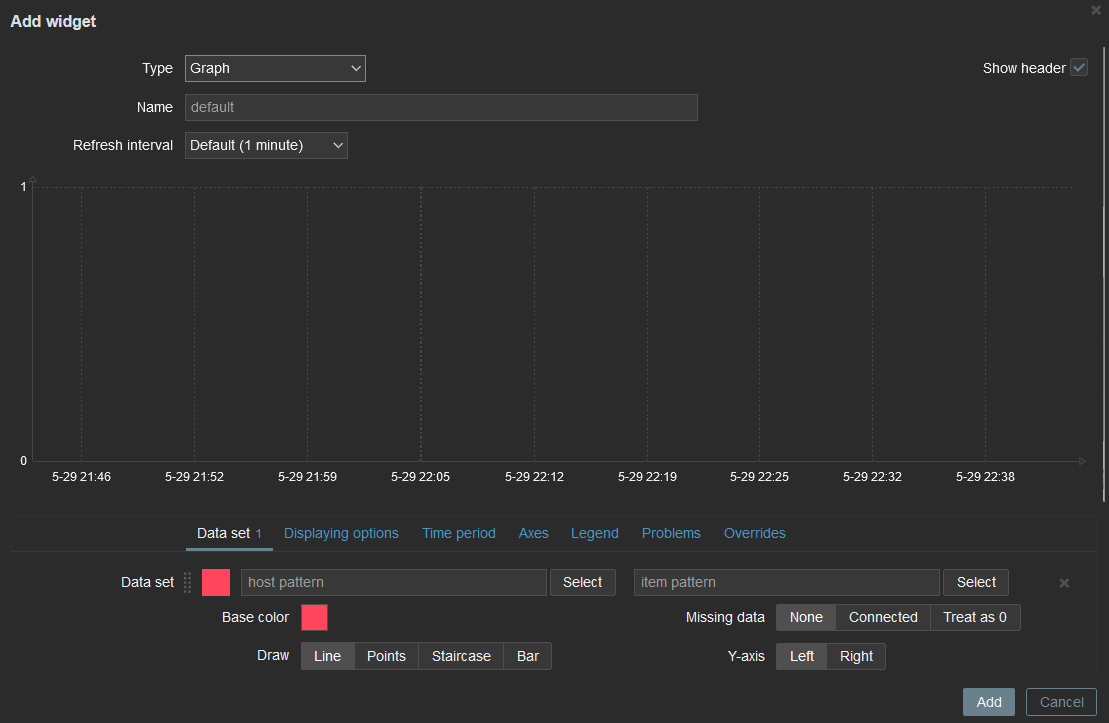 Add widget
Type Graph Show header
Name default
Refresh interval Default (1 minute)
1
0
5-29 21:46 5-29 21:52 5-29 21:59 5-29 22:05 5-29 22:12 5-29 22:19 5-29 22:25 5-29 22:32 5-29 22:38
Data set 1 Displaying options Time period Axes Legend Problems Overrides
Data set host pattern Select item pattern Select
Base color Missing data None Connected Treat as 0
Draw Line Points Staircase Bar Y-axis Left Right
Add Cancel